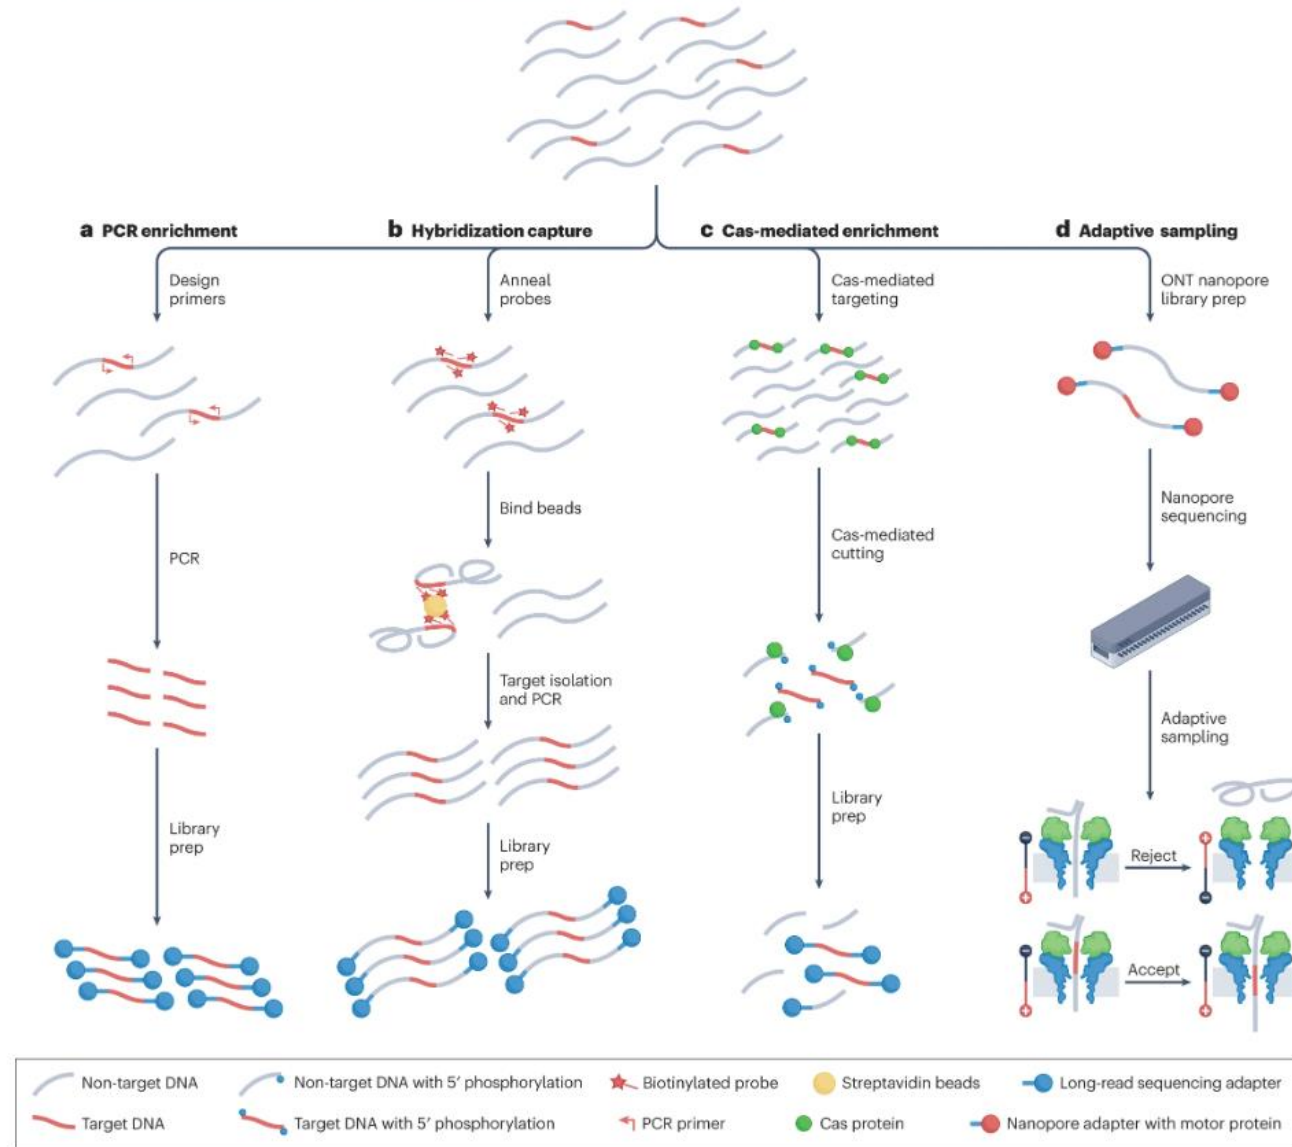 a PCR enrichment
b Hybridization capture
c Cas-mediated enrichment
d Adaptive sampling
Design
primers
Anneal
probes
Cas-mediated
targeting
ONT nanopore
library prep
Bind beads
Nanopore
sequencing
PCR
Cas-mediated
cutting
Target isolation
and PCR
Adaptive
sampling
Library
prep
Library
prep
Library
prep
Reject
Accept
Non-target DNA
Non-target DNA with 5′ phosphorylation
Biotinylated probe
Streptavidin beads
Long-read sequencing adapter
Target DNA
Target DNA with 5′ phosphorylation
PCR primer
Cas protein
Nanopore adapter with motor protein